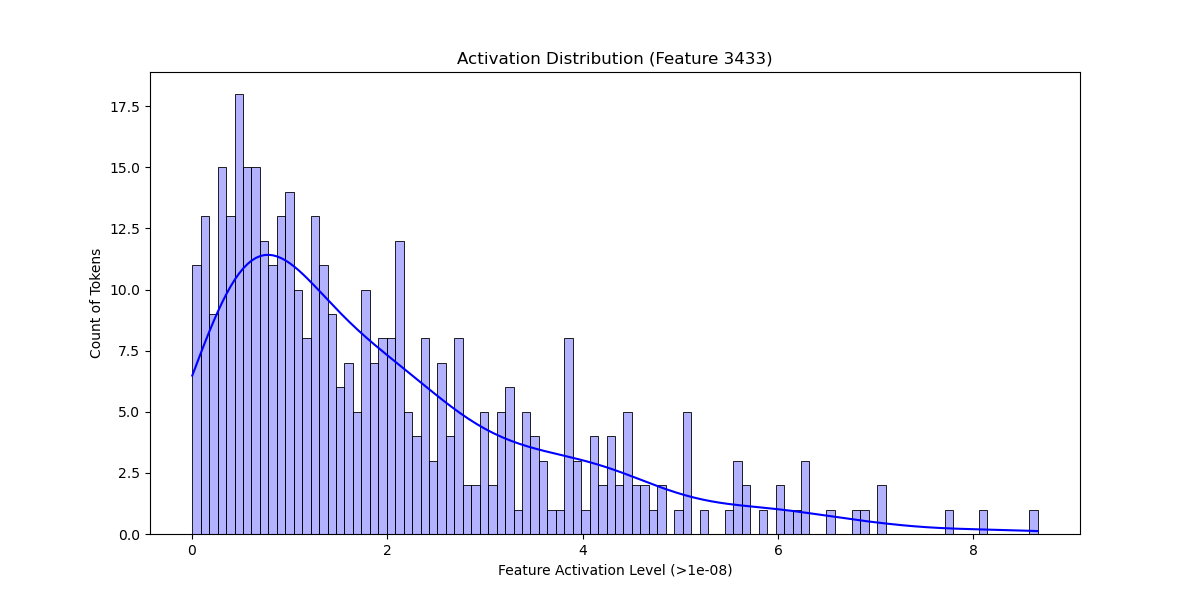 Activation Distribution (Feature 3433)
17.5
15.0
12.5
10.0
7.5
5.0
2.5
0.0
Count of Tokens
0 2 4 6 8
Feature Activation Level (>1e-08)